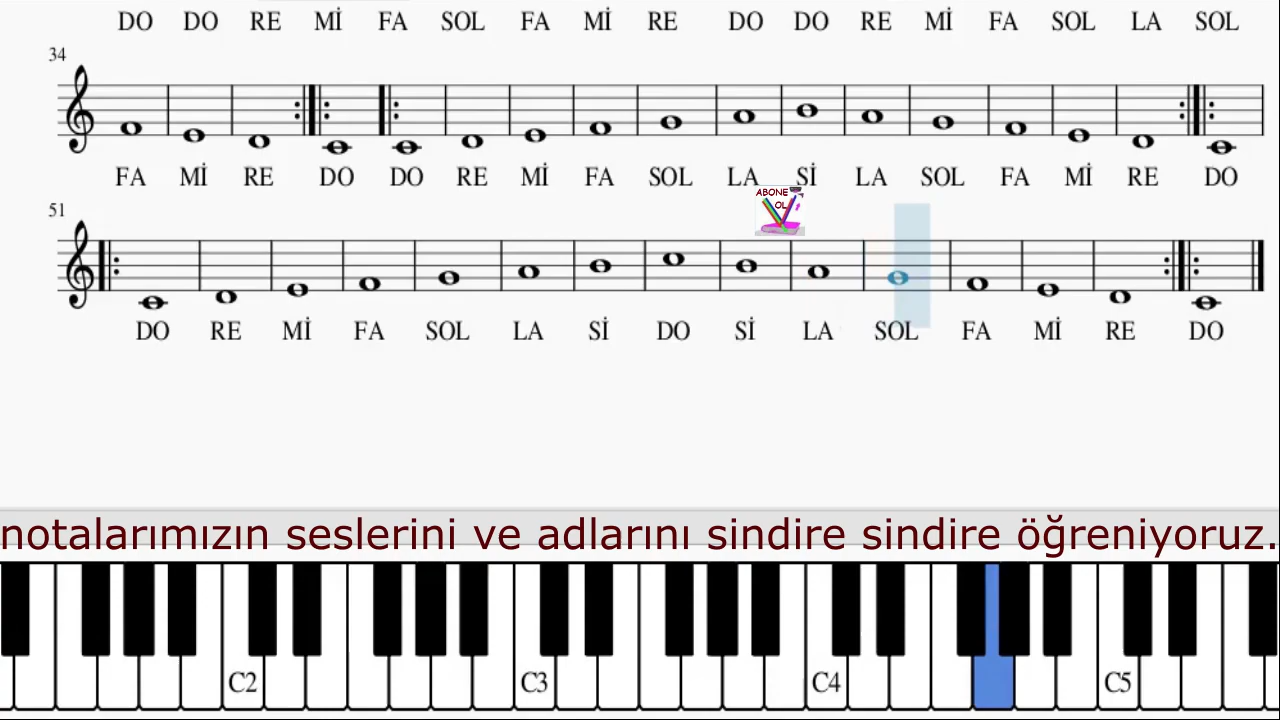 DO DO RE Mİ FA SOL FA Mİ RE DO DO RE Mİ FA SOL LA SOL
34
FA Mİ RE DO DO RE Mİ FA SOL LA Sİ LA SOL FA Mİ RE DO
ABONE
OL
51
DO RE Mİ FA SOL LA Sİ DO Sİ LA SOL FA Mİ RE DO
notalarımızın seslerini ve adlarını sindire sindire öğreniyoruz.
C2 C3 C4 C5